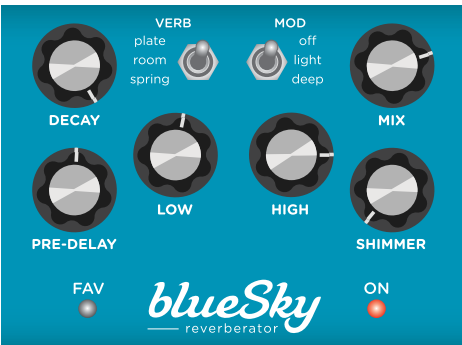 VERB
MOD
plate
off
room
light
spring
deep
DECAY
MIX
LOW
HIGH
PRE-DELAY
SHIMMER
FAV
ON
blueSky
reverberator